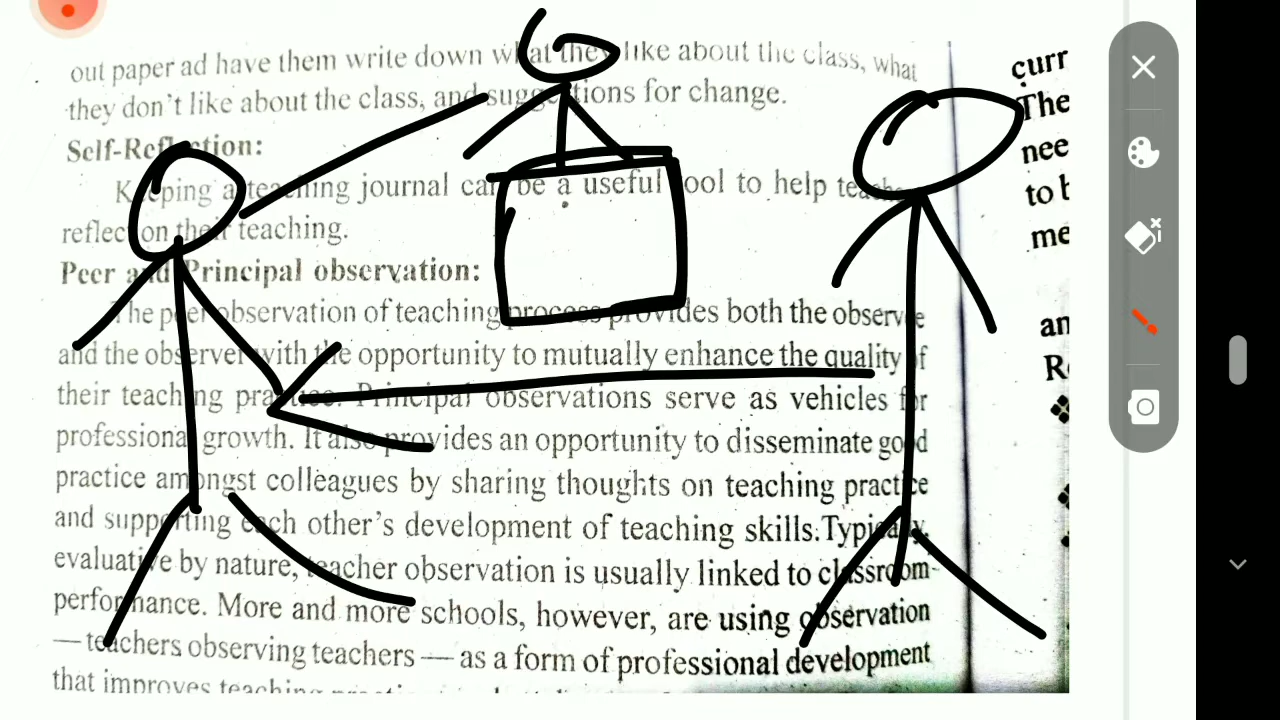 out paper ad have them write down what they like about the class, what
they don't like about the class, and suggestions for change.
Self-Reflection:
Keeping a teaching journal can be a useful tool to help
reflect on their teaching.
Peer and Principal observation:
The peer observation of teaching process provides both the observee
and the observer with the opportunity to mutually enhance the quality of
their teaching practice. Principal observations serve as vehicles for
professional growth. It also provides an opportunity to disseminate good
practice amongst colleagues by sharing thoughts on teaching practice
and supporting each other's development of teaching skills. Typically,
evaluative by nature, teacher observation is usually linked to classroom
performance. More and more schools, however, are using observation
— teachers observing teachers — as a form of professional development
that improves teaching
curr
The
nee
to b
me
an